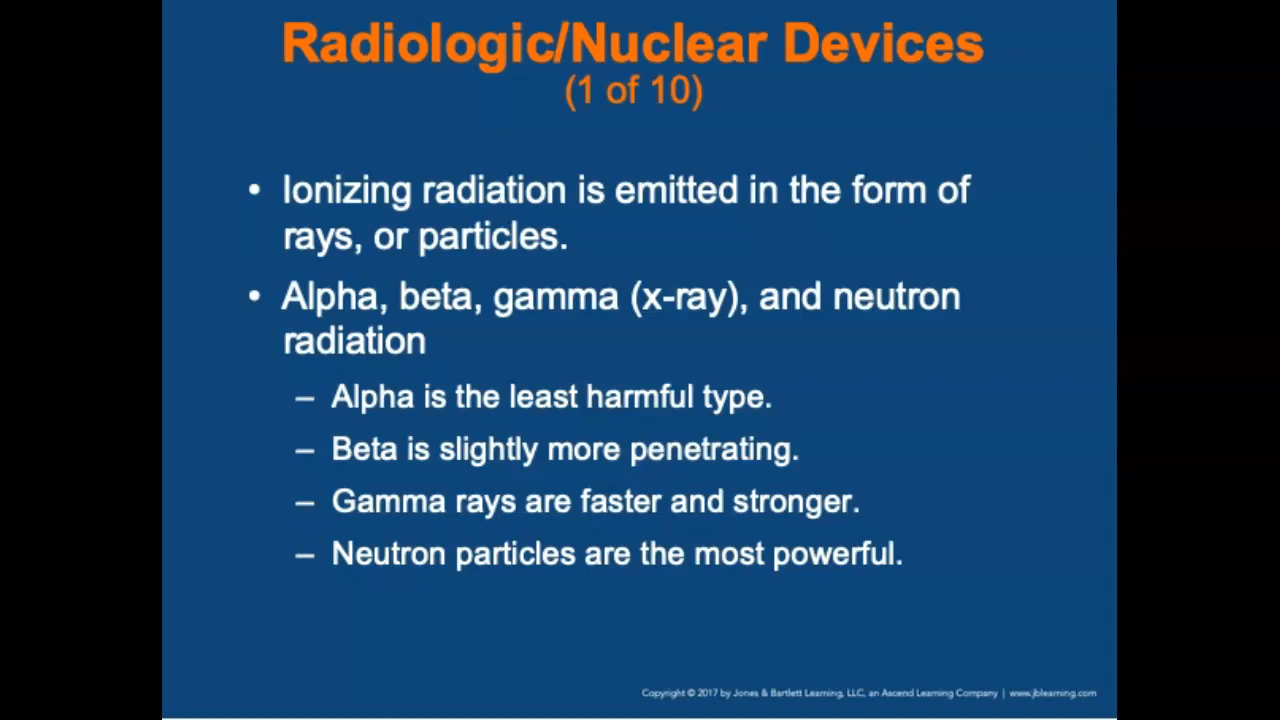 Radiologic/Nuclear Devices
(1 of 10)
• Ionizing radiation is emitted in the form of
rays, or particles.
• Alpha, beta, gamma (x-ray), and neutron
radiation
– Alpha is the least harmful type.
– Beta is slightly more penetrating.
– Gamma rays are faster and stronger.
– Neutron particles are the most powerful.
Copyright © 2017 by Jones & Bartlett Learning, LLC, an Ascend Learning Company | www.jblearning.com